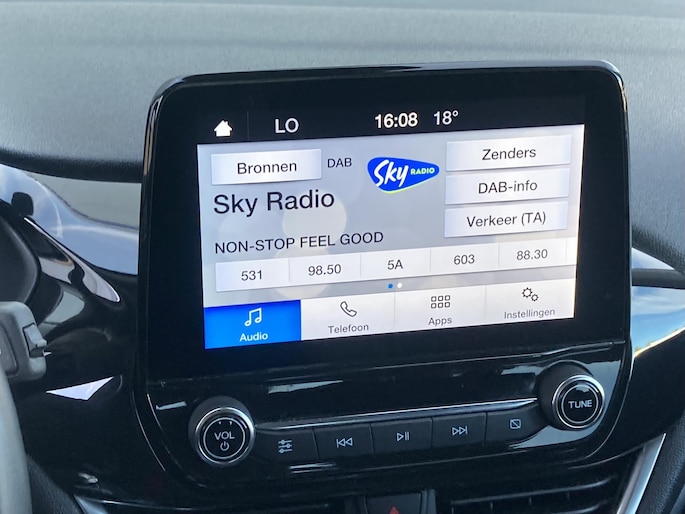 LO 16:08 18°
Bronnen DAB Sky RADIO Zenders
Sky Radio DAB-info
Verkeer (TA)
NON-STOP FEEL GOOD
531 98.50 5A 603 88.30
Audio Telefoon Apps Instellingen
VOL TUNE